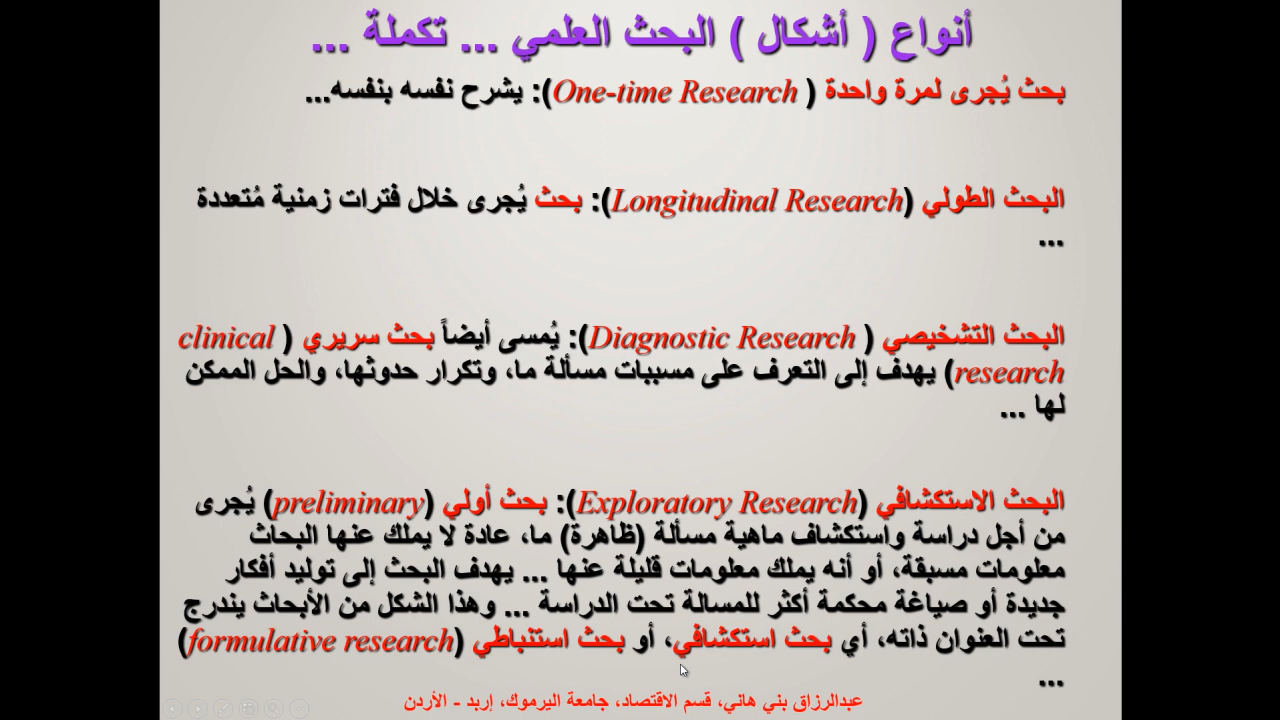 أنواع ( أشكال ) البحث العلمي ... تكملة ...
بحث يُجرى لمرة واحدة ( One-time Research): يشرح نفسه بنفسه...
البحث الطولي (Longitudinal Research): بحث يُجرى خلال فترات زمنية مُتعددة
...
البحث التشخيصي ( Diagnostic Research): يُمسى أيضاً بحث سريري ( clinical
research) يهدف إلى التعرف على مسببات مسألة ما، وتكرار حدوثها، والحل الممكن
لها ...
البحث الاستكشافي (Exploratory Research): بحث أولي (preliminary) يُجرى
من أجل دراسة واستكشاف ماهية مسألة (ظاهرة) ما، عادة لا يملك عنها البحاث
معلومات مسبقة، أو أنه يملك معلومات قليلة عنها ... يهدف البحث إلى توليد أفكار
جديدة أو صياغة محكمة أكثر للمسالة تحت الدراسة ... وهذا الشكل من الأبحاث يندرج
تحت العنوان ذاته، أي بحث استكشافي، أو بحث استنباطي (formulative research)
...
عبدالرزاق بني هاني، قسم الاقتصاد، جامعة اليرموك، إربد - الأردن